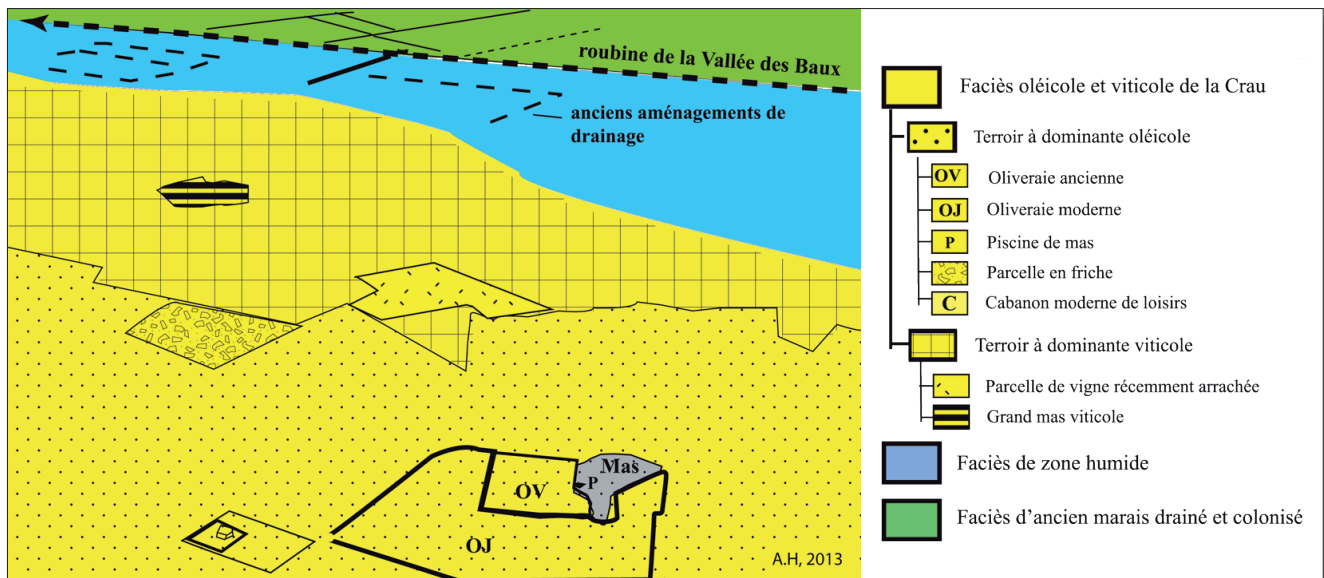 roubine de la Vallée des Baux
anciens aménagements de
drainage
Mas
P
OV
OJ
A.H, 2013
Faciès oléicole et viticole de la Crau
Terroir à dominante oléicole
OV Oliveraie ancienne
OJ Oliveraie moderne
P Piscine de mas
Parcelle en friche
C Cabanon moderne de loisirs
Terroir à dominante viticole
Parcelle de vigne récemment arrachée
Grand mas viticole
Faciès de zone humide
Faciès d'ancien marais drainé et colonisé